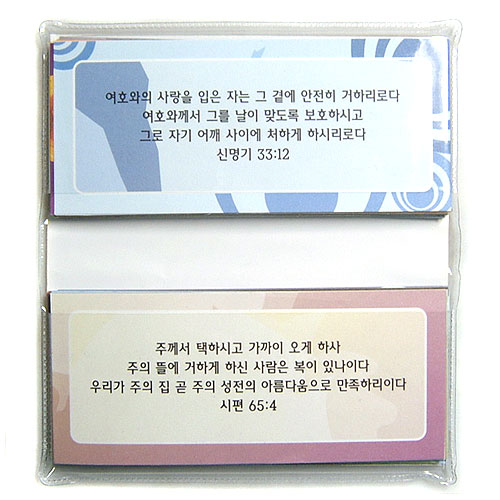 여호와의 사랑을 입은 자는 그 곁에 안전히 거하리로다
여호와께서 그를 날이 맟도록 보호하시고
그로 자기 어깨 사이에 처하게 하시리로다
신명기 33:12
주께서 택하시고 가까이 오게 하사
주의 뜰에 거하게 하신 사람은 복이 있나이다
우리가 주의 집 곧 주의 성전의 아름다움으로 만족하리이다
시편 65:4